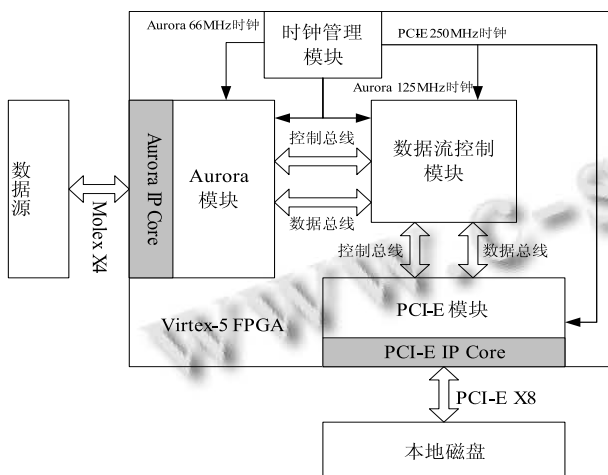 Aurora 66MHz时钟
时钟管理
模块
PCI-E 250MHz时钟
Aurora 125MHz时钟
数据源
Molex X4
Aurora IP Core
Aurora
模块
控制总线
数据总线
数据流控制
模块
控制总线
数据总线
Virtex-5 FPGA
PCI-E 模块
PCI-E IP Core
PCI-E X8
本地磁盘
www.c-s